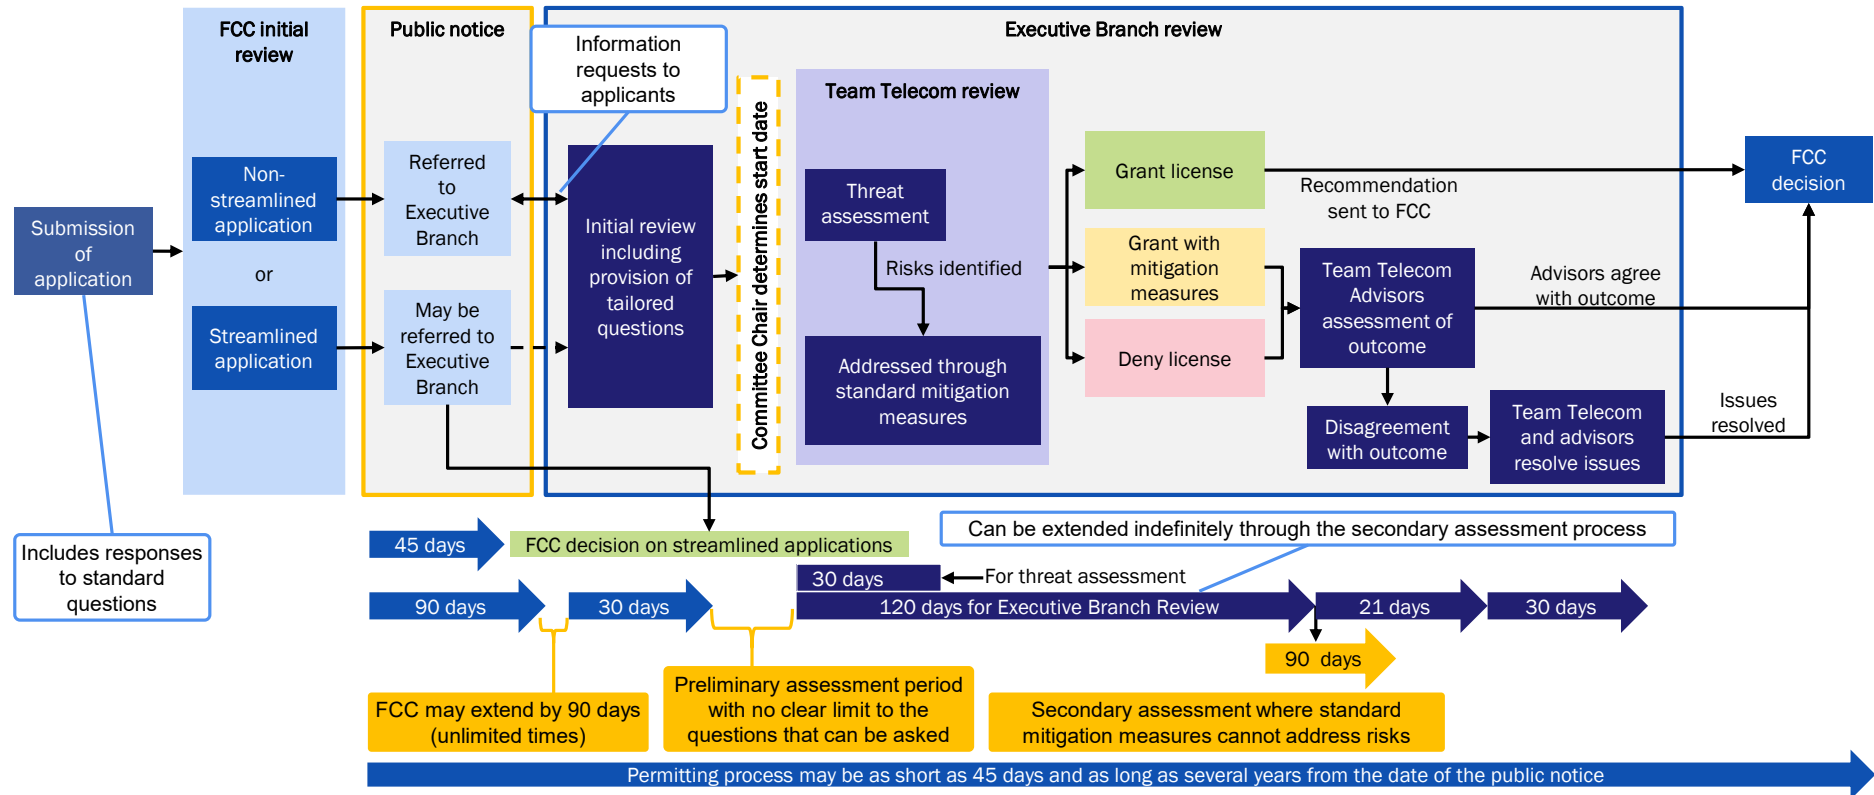 FCC initial
review
Public notice
Executive Branch review
Information
requests to
applicants
Team Telecom review
Committee Chair determines start date
Submission
of
application
Non-
streamlined
application
or
Streamlined
application
Referred
to
Executive
Branch
May be
referred to
Executive
Branch
Initial review
including
provision of
tailored
questions
Threat
assessment
Risks identified
Addressed through
standard mitigation
measures
Grant license
Grant with
mitigation
measures
Deny license
Recommendation
sent to FCC
Team Telecom
Advisors
assessment of
outcome
Advisors agree
with outcome
Disagreement
with outcome
Team Telecom
and advisors
resolve issues
Issues
resolved
FCC
decision
Includes responses
to standard
questions
45 days
FCC decision on streamlined applications
Can be extended indefinitely through the secondary assessment process
30 days
For threat assessment
90 days
30 days
120 days for Executive Branch Review
21 days
30 days
90 days
FCC may extend by 90 days
(unlimited times)
Preliminary assessment period
with no clear limit to the
questions that can be asked
Secondary assessment where standard
mitigation measures cannot address risks
Permitting process may be as short as 45 days and as long as several years from the date of the public notice